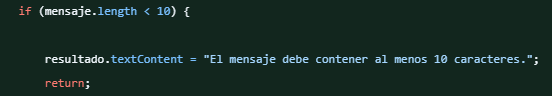 if (mensaje.length < 10) {
resultado.textContent = "El mensaje debe contener al menos 10 caracteres.";
return;